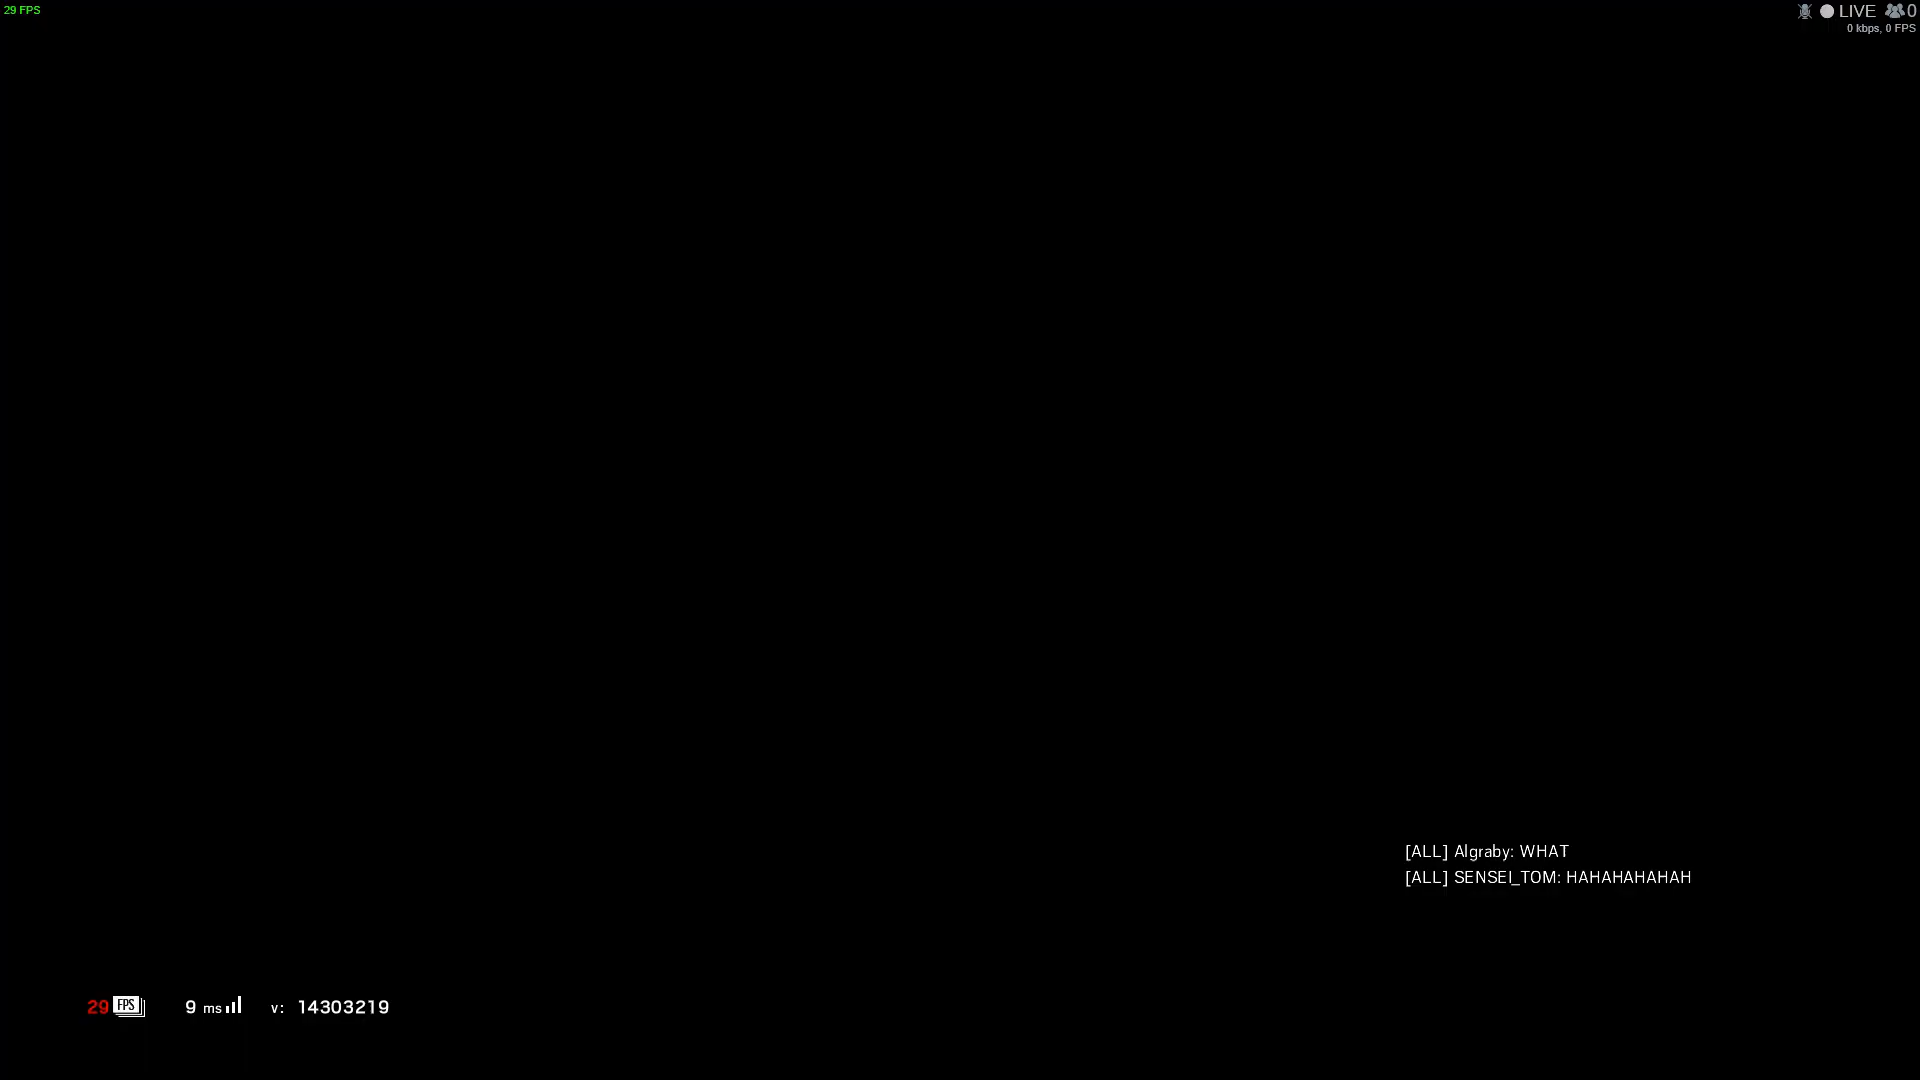 29 FPS
LIVE 0
0 kbps, 0 FPS
[ALL] Algraby: WHAT
[ALL] SENSEI_TOM: HAHAHAHAHAH
29 FPS 9 ms v: 14303219